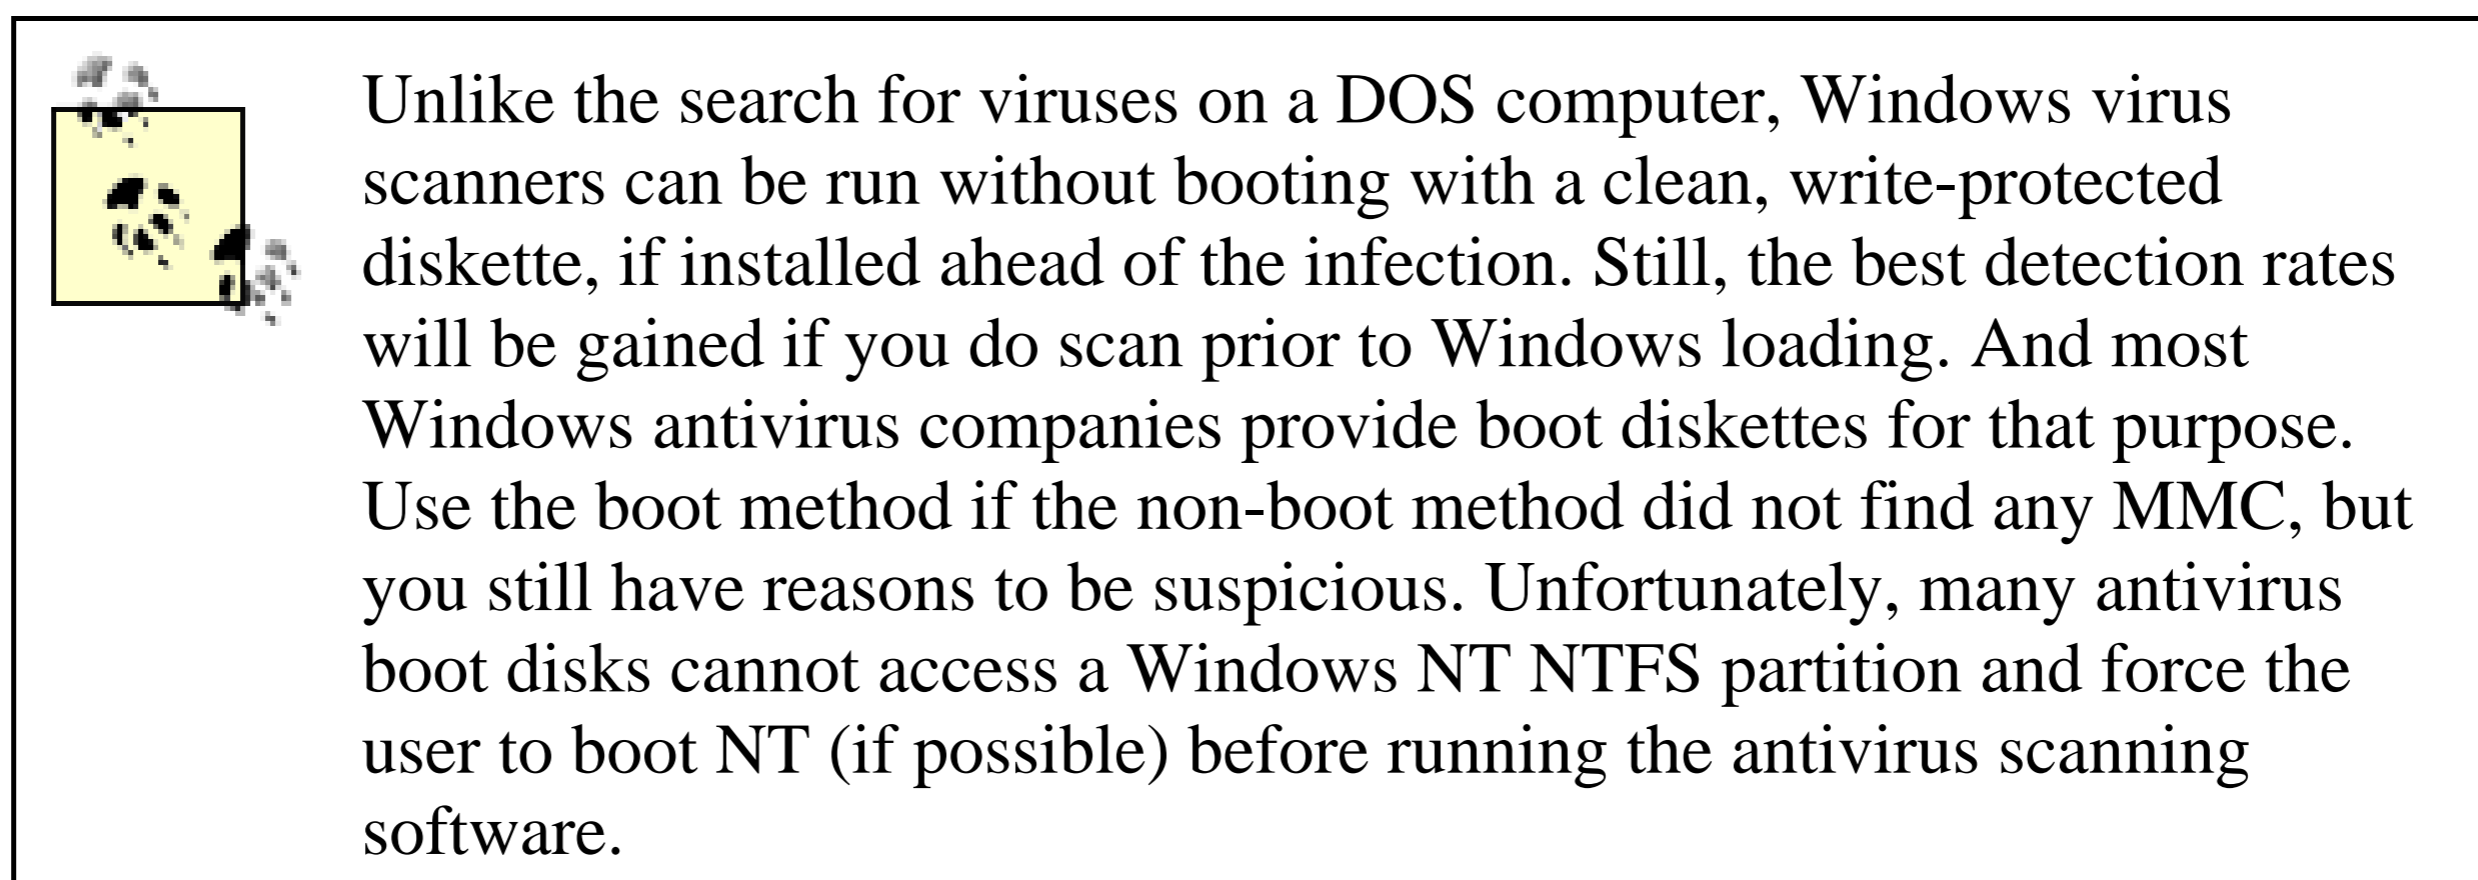 Unlike the search for viruses on a DOS computer, Windows virus
scanners can be run without booting with a clean, write-protected
diskette, if installed ahead of the infection. Still, the best detection rates
will be gained if you do scan prior to Windows loading. And most
Windows antivirus companies provide boot diskettes for that purpose.
Use the boot method if the non-boot method did not find any MMC, but
you still have reasons to be suspicious. Unfortunately, many antivirus
boot disks cannot access a Windows NT NTFS partition and force the
user to boot NT (if possible) before running the antivirus scanning
software.